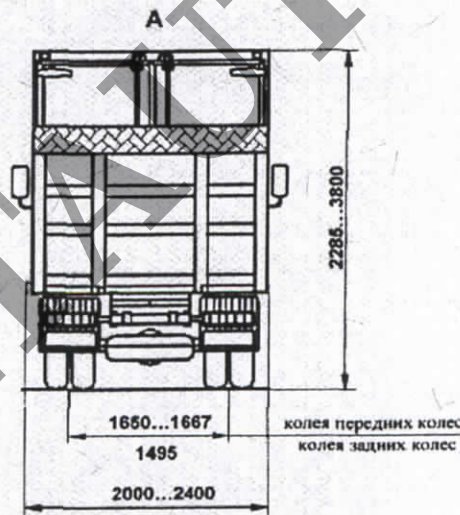 А
2285...3800
1650...1667 колея передних колес
1495 колея задних колес
2000...2400